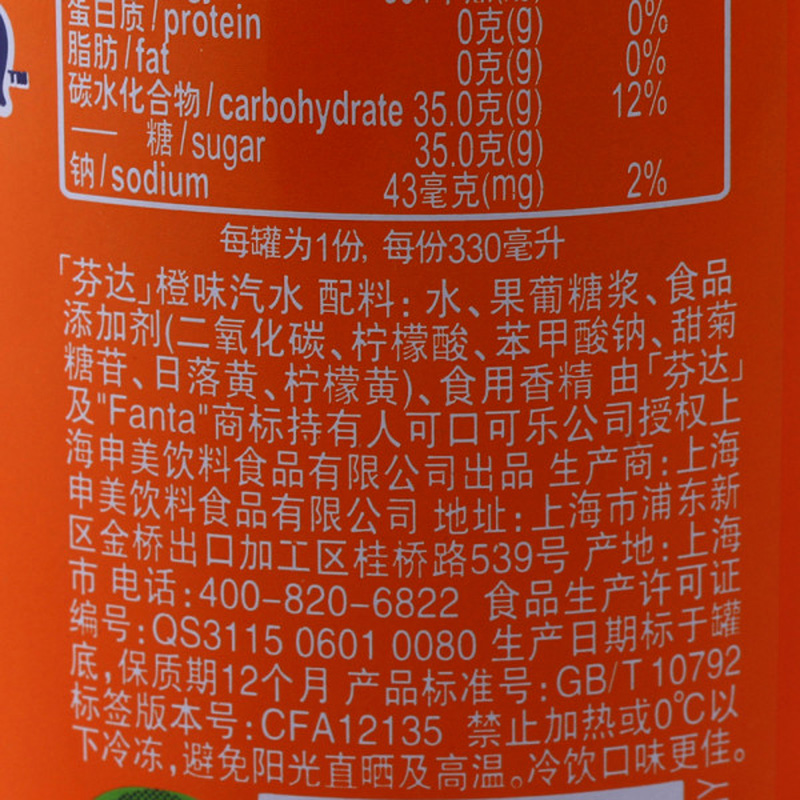 蛋白质/protein 0克(g) 0%
脂肪/fat 0克(g) 0%
碳水化合物/carbohydrate 35.0克(g) 12%
—— 糖/sugar 35.0克(g)
钠/sodium 43毫克(mg) 2%
每罐为1份, 每份330毫升
「芬达」橙味汽水 配料: 水、果葡糖浆、食品
添加剂(二氧化碳、柠檬酸、苯甲酸钠、甜菊
糖苷、日落黄、柠檬黄)、食用香精 由「芬达」
及"Fanta"商标持有人可口可乐公司授权上
海申美饮料食品有限公司出品 生产商: 上海
申美饮料食品有限公司 地址: 上海市浦东新
区金桥出口加工区桂桥路539号 产地: 上海
市 电话: 400-820-6822 食品生产许可证
编号: QS3115 0601 0080 生产日期标于罐
底, 保质期12个月 产品标准号: GB/T 10792
标签版本号: CFA12135 禁止加热或0℃以
下冷冻, 避免阳光直晒及高温。冷饮口味更佳。
TM
Y